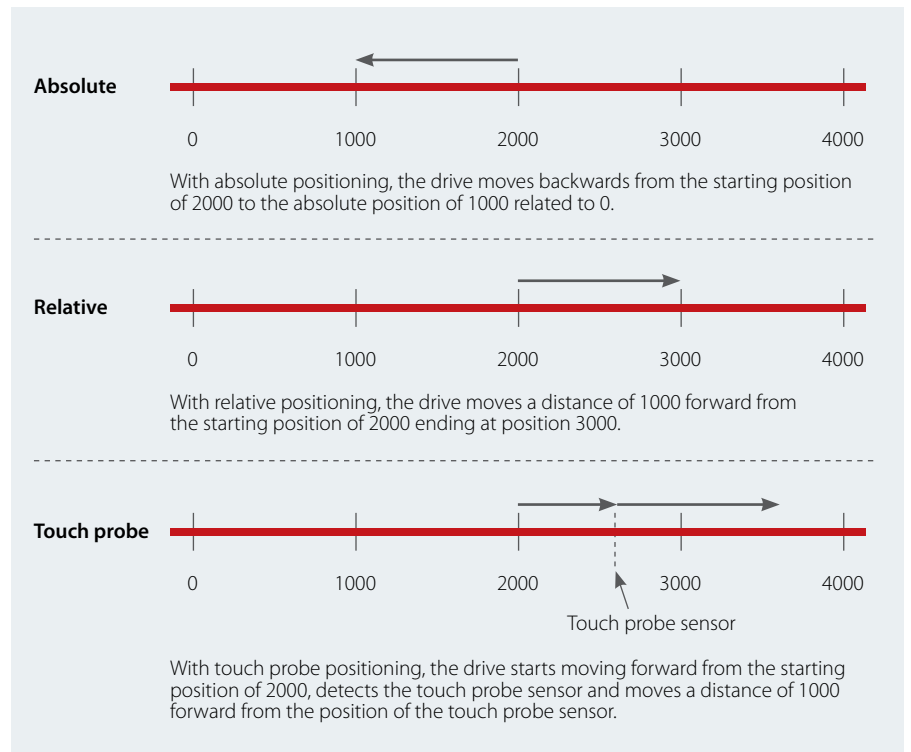 Absolute
0 1000 2000 3000 4000
With absolute positioning, the drive moves backwards from the starting position
of 2000 to the absolute position of 1000 related to 0.
Relative
0 1000 2000 3000 4000
With relative positioning, the drive moves a distance of 1000 forward from
the starting position of 2000 ending at position 3000.
Touch probe
0 1000 2000 3000 4000
Touch probe sensor
With touch probe positioning, the drive starts moving forward from the starting
position of 2000, detects the touch probe sensor and moves a distance of 1000
forward from the position of the touch probe sensor.